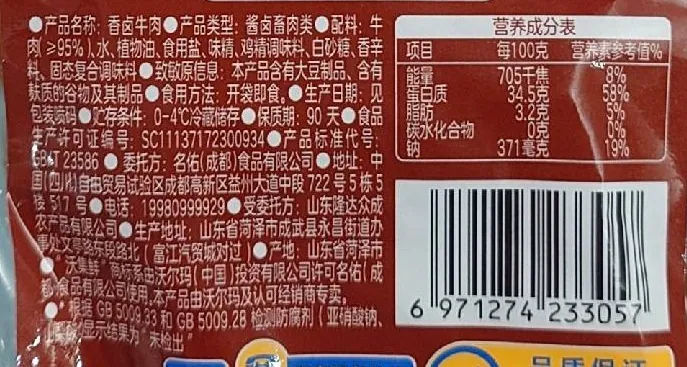 ●产品名称：香卤牛肉●产品类型：酱卤畜肉类●配料：牛
肉(≥95%)、水、植物油、食用盐、味精、鸡精调味料、白砂糖、香辛
料、固态复合调味料●致敏原信息：本产品含有大豆制品、含有
麸质的谷物及其制品●食用方法：开袋即食。●生产日期：见
包装喷码●贮存条件：0-4℃冷藏储存●保质期：90天●食品
生产许可证编号：SC11137172300934●产品标准代号：
GB/T 23586●委托方：名佑(成都)食品有限公司●地址：中
国(四川)自由贸易试验区成都高新区益州大道中段722号5栋5
楼517号●电话：19980999929●受委托方：山东隆达众成
农产品有限公司●生产地址：山东省菏泽市成武县永昌街道办
事处文亭路东段路北(富江汽贸城对过)●产地：山东省菏泽市
●"沃集鲜"商标系由沃尔玛(中国)投资有限公司许可名佑(成
都)食品有限公司使用,本产品由沃尔玛及认可经销商专卖。
●"根据 GB 5009.33 和 GB 5009.28 检测防腐剂(亚硝酸钠、
显示结果为"未检出"
营养成分表
项目 每100克 营养素参考值%
能量 705千焦 8%
蛋白质 34.5克 58%
脂肪 3.2克 5%
碳水化合物 0克 0%
钠 371毫克 19%
6 971274 233057
品质保证